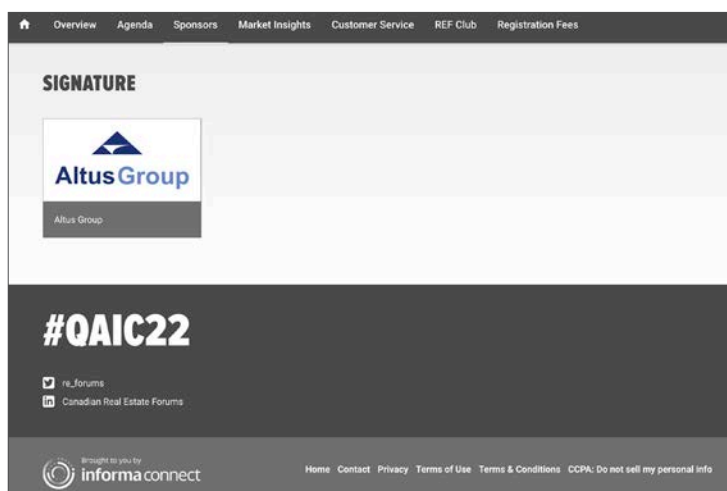 Overview Agenda Sponsors Market Insights Customer Service REF Club Registration Fees
SIGNATURE
AltusGroup
Altus Group
#QAIC22
re_forums
Canadian Real Estate Forums
Brought to you by
informa connect
Home Contact Privacy Terms of Use Terms & Conditions CCPA: Do not sell my personal info